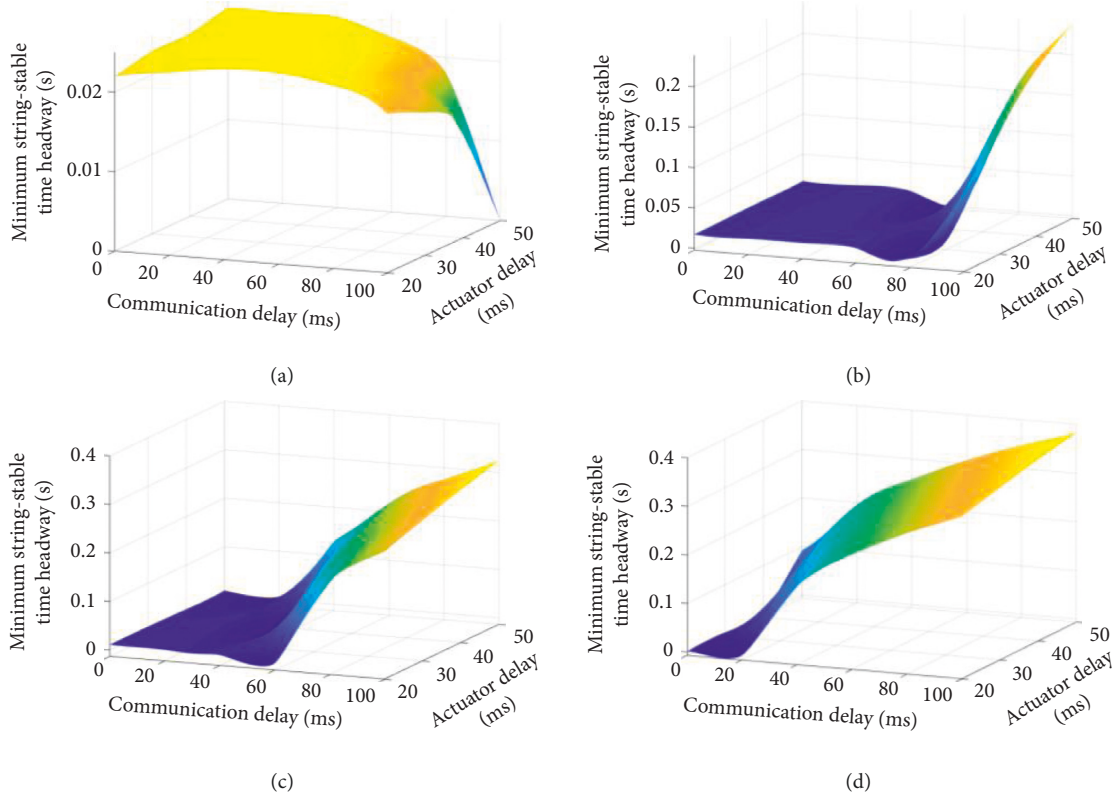 Minimum string-stable
time headway (s)
0.02
0.01
0
0
20
40
60
80
100
20
30
40
50
Communication delay (ms)
Actuator delay
(ms)
(a)
Minimum string-stable
time headway (s)
0.2
0.15
0.1
0.05
0
0
20
40
60
80
100
20
30
40
50
Communication delay (ms)
Actuator delay
(ms)
(b)
Minimum string-stable
time headway (s)
0.4
0.3
0.2
0.1
0
0
20
40
60
80
100
20
30
40
50
Communication delay (ms)
Actuator delay
(ms)
(c)
Minimum string-stable
time headway (s)
0.4
0.3
0.2
0.1
0
0
20
40
60
80
100
20
30
40
50
Communication delay (ms)
Actuator delay
(ms)
(d)